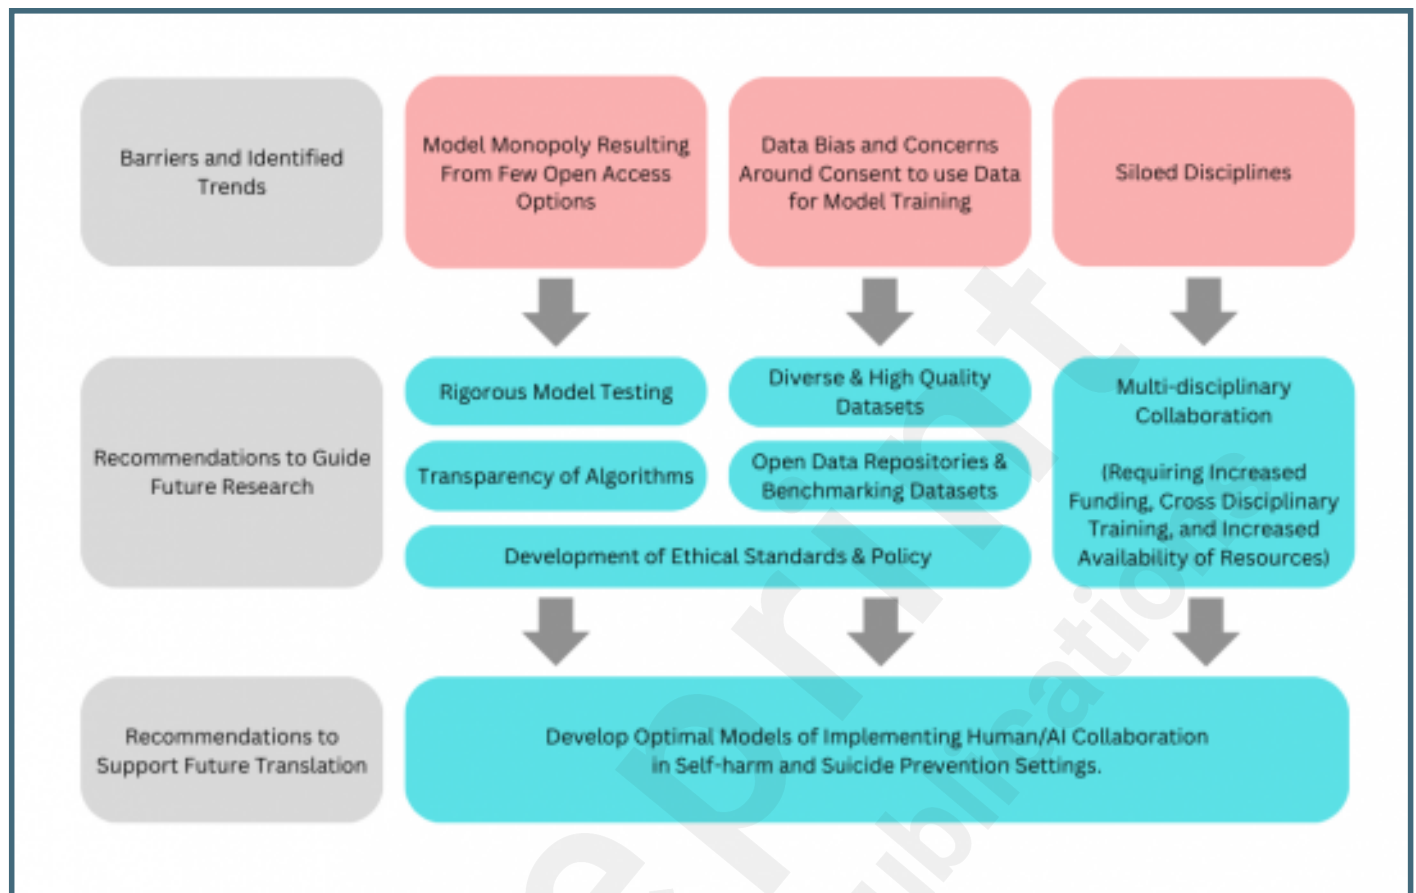 Barriers and Identified
Trends
Model Monopoly Resulting
From Few Open Access
Options
Data Bias and Concerns
Around Consent to use Data
for Model Training
Siloed Disciplines
Recommendations to Guide
Future Research
Rigorous Model Testing
Transparency of Algorithms
Diverse & High Quality
Datasets
Open Data Repositories &
Benchmarking Datasets
Development of Ethical Standards & Policy
Multi-disciplinary
Collaboration
(Requiring Increased
Funding, Cross Disciplinary
Training, and Increased
Availability of Resources)
Recommendations to
Support Future Translation
Develop Optimal Models of Implementing Human/AI Collaboration
in Self-harm and Suicide Prevention Settings.
eprint
ublications